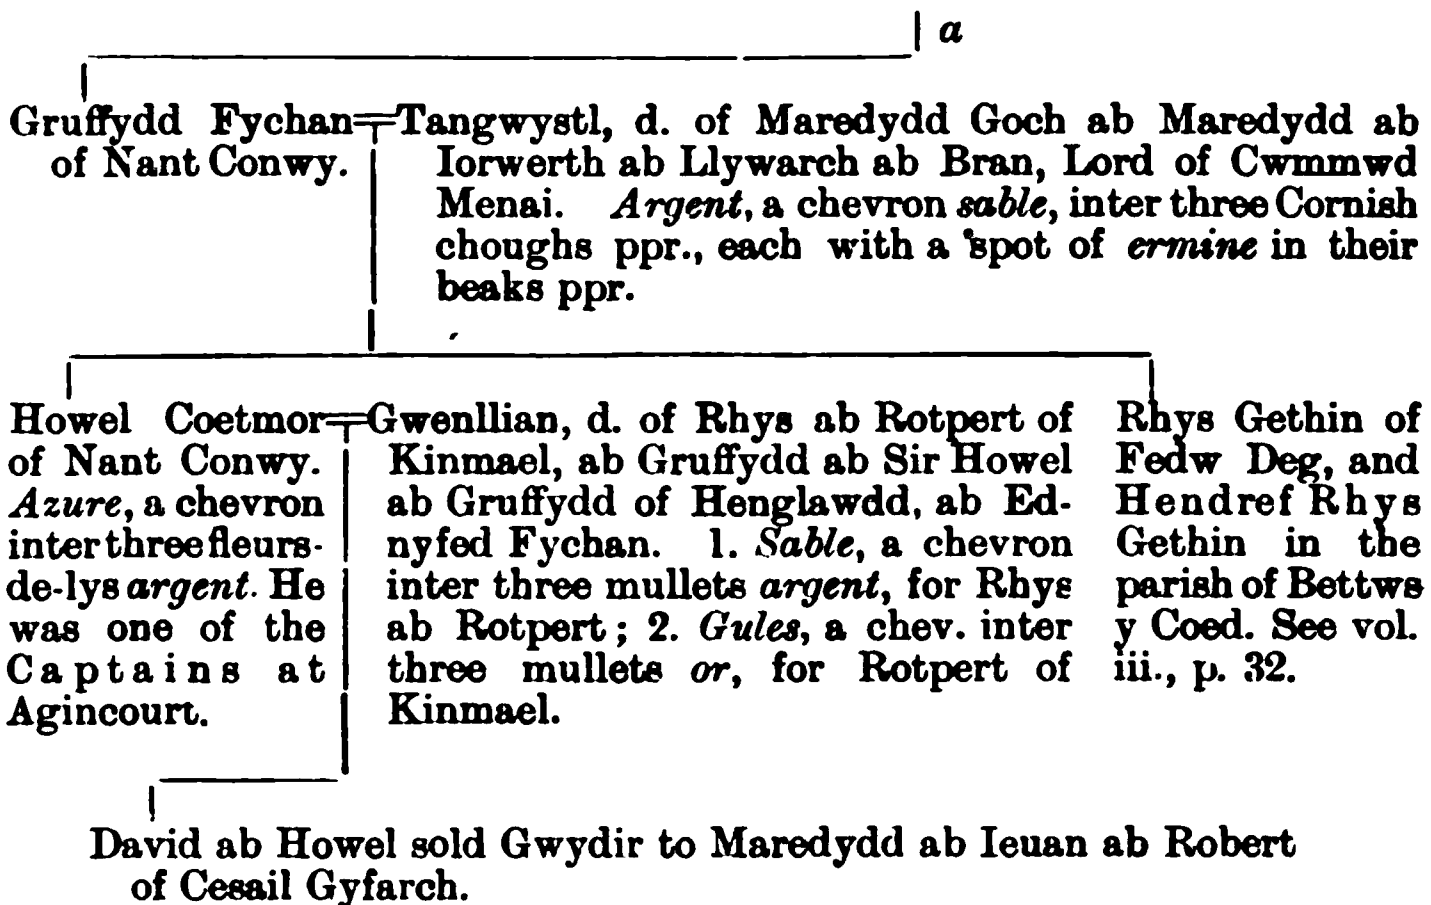 a
Gruffydd Fychan
of Nant Conwy.
Tangwystl, d. of Maredydd Goch ab Maredydd ab
Iorwerth ab Llywarch ab Bran, Lord of Cwmmwd
Menai. Argent, a chevron sable, inter three Cornish
choughs ppr., each with a spot of ermine in their
beaks ppr.
Howel Coetmor
of Nant Conwy.
Azure, a chevron
inter three fleurs-
de-lys argent. He
was one of the
Captains at
Agincourt.
Gwenllian, d. of Rhys ab Rotpert of
Kinmael, ab Gruffydd ab Sir Howel
ab Gruffydd of Henglawdd, ab Ed-
nyfed Fychan. 1. Sable, a chevron
inter three mullets argent, for Rhys
ab Rotpert; 2. Gules, a chev. inter
three mullets or, for Rotpert of
Kinmael.
Rhys Gethin of
Fedw Deg, and
Hendref Rhys
Gethin in the
parish of Bettws
y Coed. See vol.
iii., p. 32.
David ab Howel sold Gwydir to Maredydd ab Ieuan ab Robert
of Cesail Gyfarch.